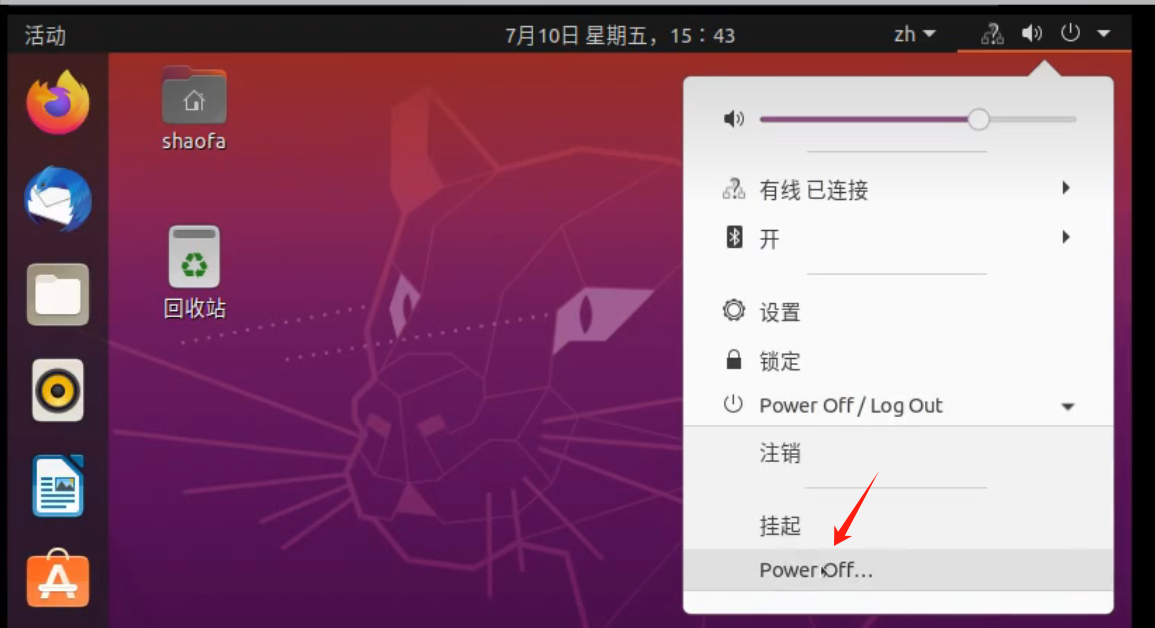 活动
7月10日 星期五，15：43
zh
shaofa
回收站
有线 已连接
开
设置
锁定
Power Off / Log Out
注销
挂起
Power Off...